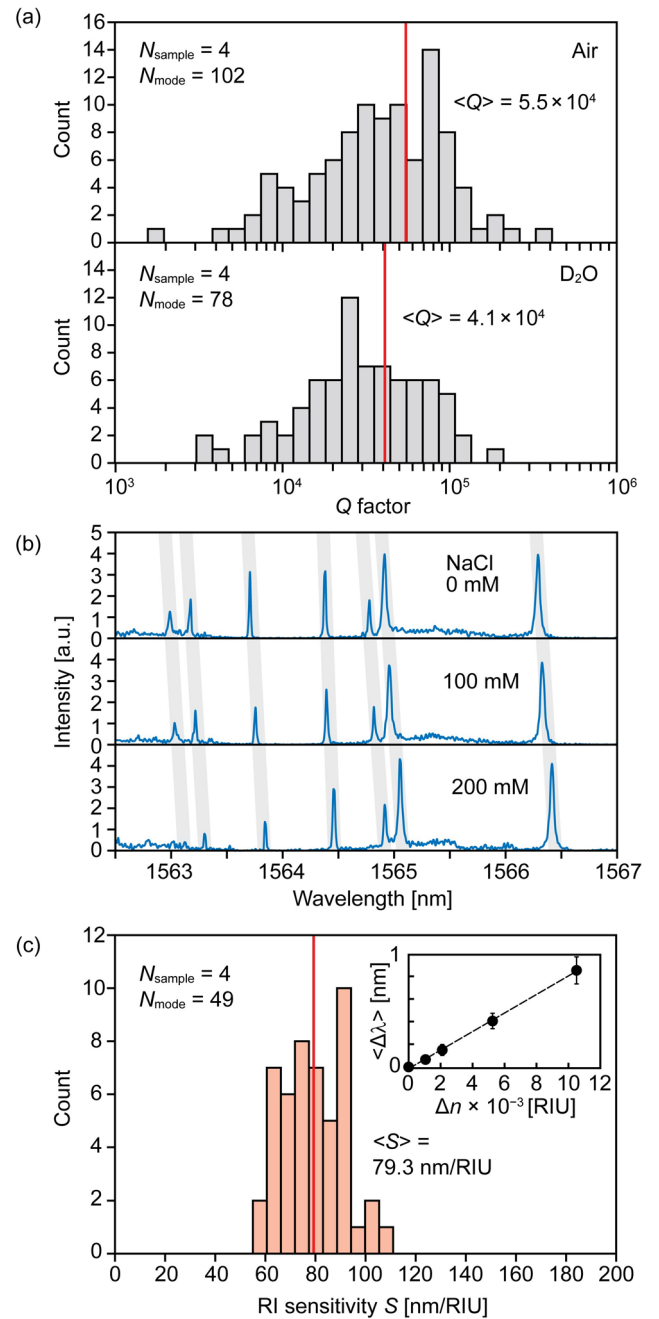 (a)
16
14
12
10
8
6
4
2
0
Count
N_sample = 4
N_mode = 102
Air
<Q> = 5.5 × 10⁴
14
12
10
8
6
4
2
0
Count
N_sample = 4
N_mode = 78
D₂O
<Q> = 4.1 × 10⁴
10³ 10⁴ 10⁵ 10⁶
Q factor
(b)
Intensity [a.u.]
5
4
3
2
1
0
NaCl
0 mM
4
3
2
1
0
100 mM
4
3
2
1
0
200 mM
1563 1564 1565 1566 1567
Wavelength [nm]
(c)
12
10
8
6
4
2
0
Count
N_sample = 4
N_mode = 49
<Δλ> [nm]
1
0
0 2 4 6 8 10 12
Δn × 10⁻³ [RIU]
<S> =
79.3 nm/RIU
0 20 40 60 80 100 120 140 160 180 200
RI sensitivity S [nm/RIU]